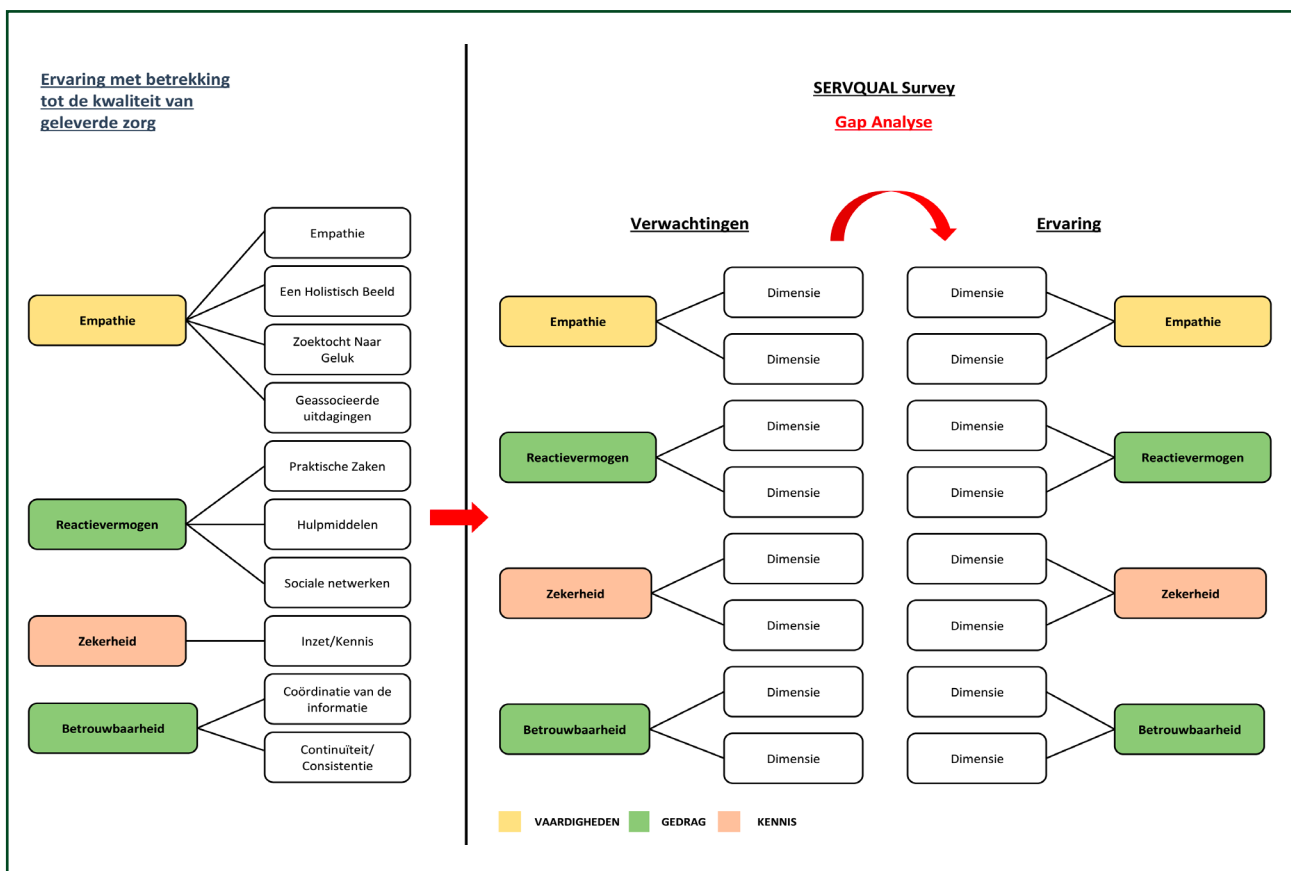 Ervaring met betrekking
tot de kwaliteit van
geleverde zorg
Empathie
Empathie
Een Holistisch Beeld
Zoektocht Naar
Geluk
Geassocieerde
uitdagingen
Reactievermogen
Praktische Zaken
Hulpmiddelen
Sociale netwerken
Zekerheid
Inzet/Kennis
Betrouwbaarheid
Coördinatie van de
informatie
Continuïteit/
Consistentie
SERVQUAL Survey
Gap Analyse
Verwachtingen
Ervaring
Empathie
Dimensie
Dimensie
Dimensie
Dimensie
Empathie
Reactievermogen
Dimensie
Dimensie
Dimensie
Dimensie
Reactievermogen
Zekerheid
Dimensie
Dimensie
Dimensie
Dimensie
Zekerheid
Betrouwbaarheid
Dimensie
Dimensie
Dimensie
Dimensie
Betrouwbaarheid
VAARDIGHEDEN
GEDRAG
KENNIS